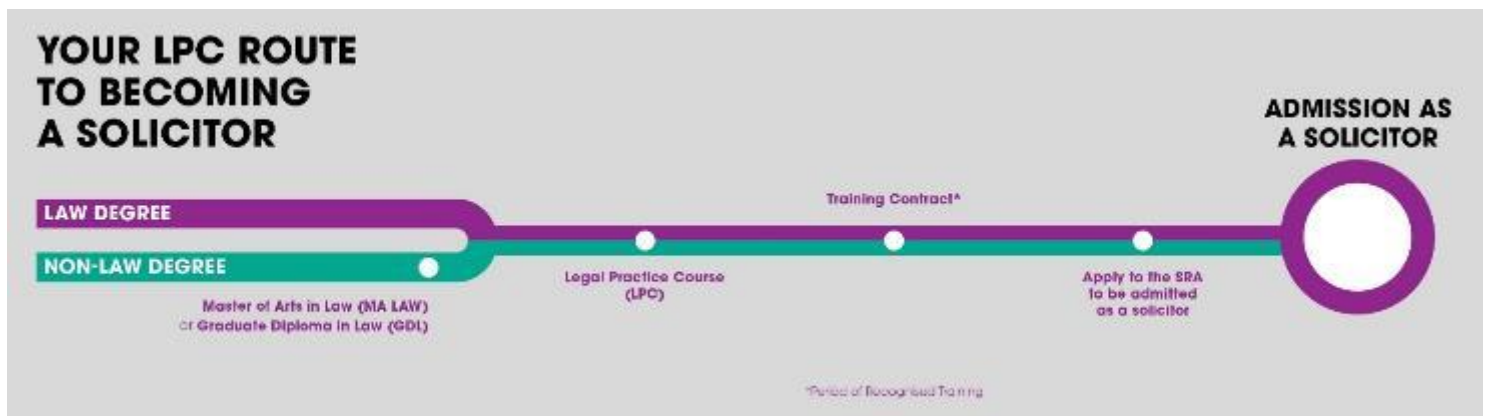 YOUR LPC ROUTE
TO BECOMING
A SOLICITOR
ADMISSION AS
A SOLICITOR
Training Contract*
LAW DEGREE
NON-LAW DEGREE
Master of Arts in Law (MA LAW)
or Graduate Diploma in Law (GDL)
Legal Practice Course
(LPC)
Apply to the SRA
to be admitted
as a solicitor
*Period of Recognised Training